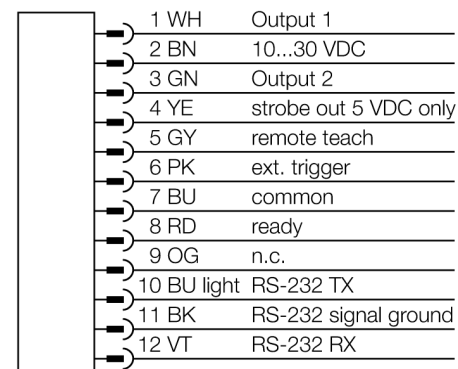 1 WH Output 1
2 BN 10...30 VDC
3 GN Output 2
4 YE strobe out 5 VDC only
5 GY remote teach
6 PK ext. trigger
7 BU common
8 RD ready
9 OG n.c.
10 BU light RS-232 TX
11 BK RS-232 signal ground
12 VT RS-232 RX